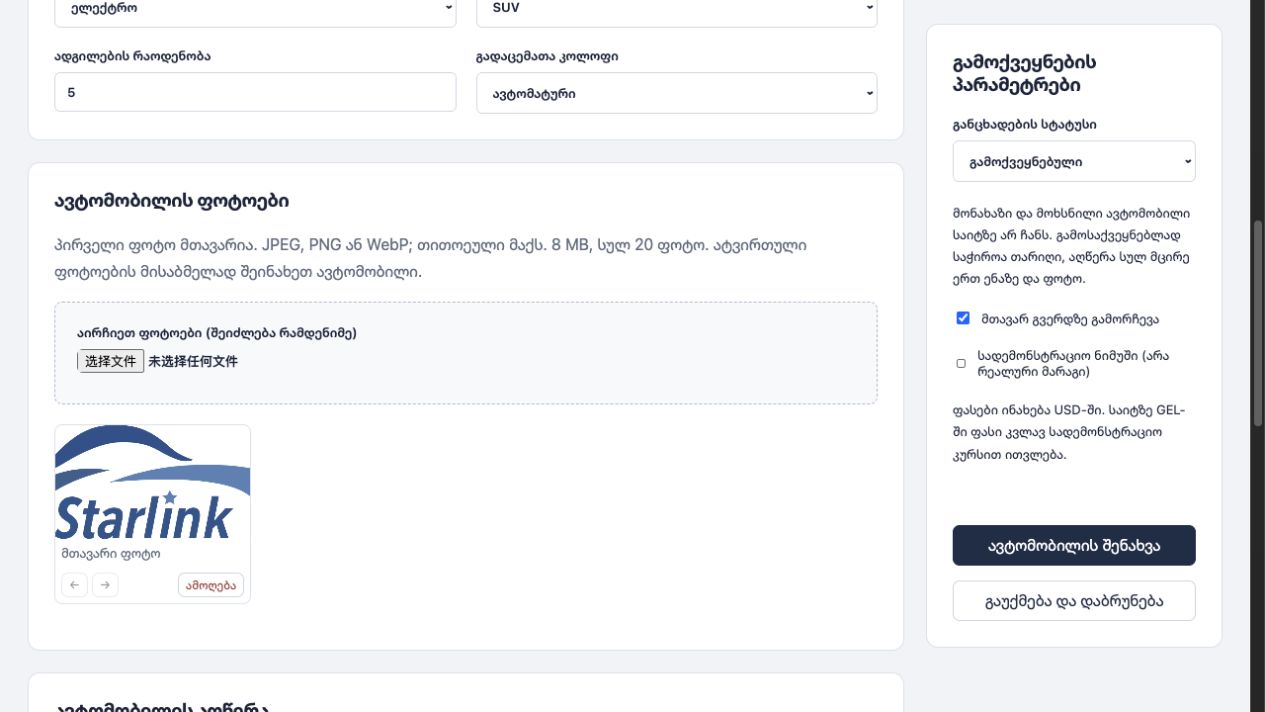 ელექტრო
SUV
ადგილების რაოდენობა
გადაცემათა კოლოფი
5
ავტომატური
ავტომობილის ფოტოები
პირველი ფოტო მთავარია. JPEG, PNG ან WebP; თითოეული მაქს. 8 MB, სულ 20 ფოტო. ატვირთული
ფოტოების მისაბმელად შეინახეთ ავტომობილი.
აირჩიეთ ფოტოები (შეიძლება რამდენიმე)
选择文件 未选择任何文件
Starlink
მთავარი ფოტო
← →
ამოღება
ავტომობილის აღწერა
გამოქვეყნების
პარამეტრები
განცხადების სტატუსი
გამოქვეყნებული
მონახაზი და მოხსნილი ავტომობილი
საიტზე არ ჩანს. გამოსაქვეყნებლად
საჭიროა თარიღი, აღწერა სულ მცირე
ერთ ენაზე და ფოტო.
მთავარ გვერდზე გამორჩევა
სადემონსტრაციო ნიმუში (არა
რეალური მარაგი)
ფასები ინახება USD-ში. საიტზე GEL-
ში ფასი კვლავ სადემონსტრაციო
კურსით ითვლება.
ავტომობილის შენახვა
გაუქმება და დაბრუნება